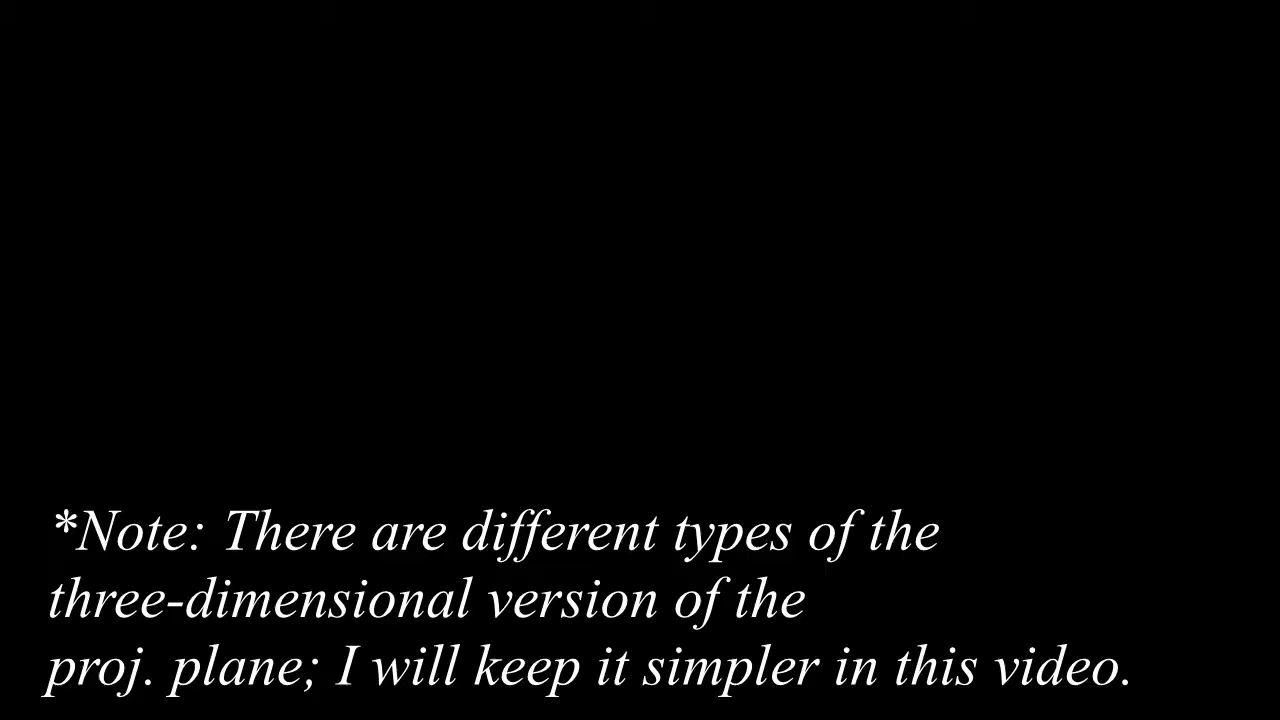 *Note: There are different types of the
three-dimensional version of the
proj. plane; I will keep it simpler in this video.